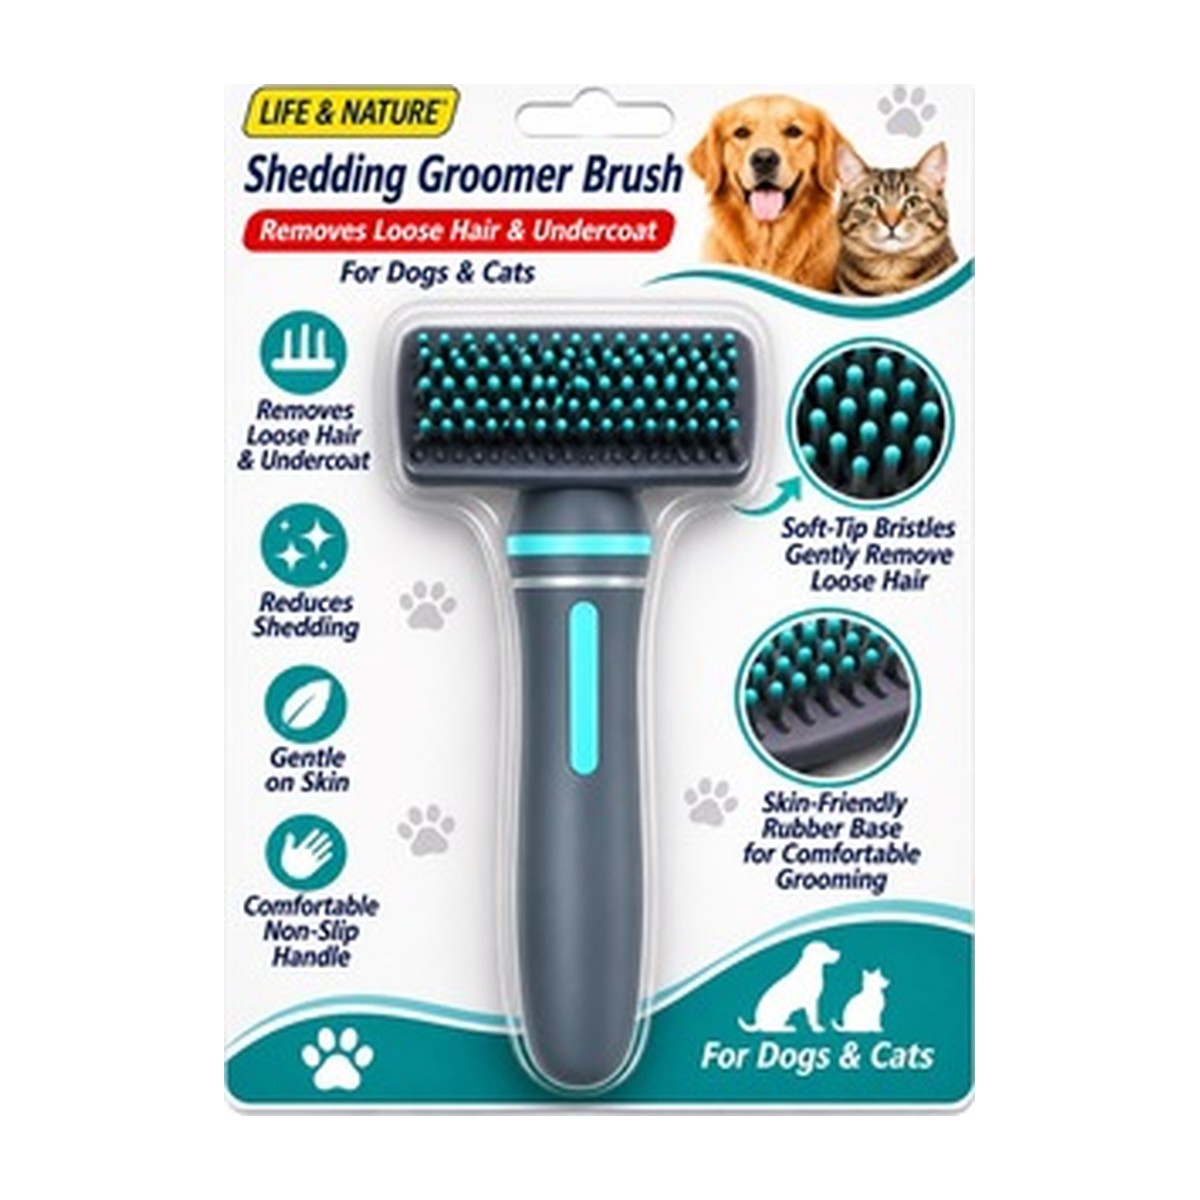 LIFE & NATURE
Shedding Groomer Brush
Removes Loose Hair & Undercoat
For Dogs & Cats
Removes
Loose Hair
& Undercoat
Reduces
Shedding
Gentle
on Skin
Comfortable
Non-Slip
Handle
Soft-Tip Bristles
Gently Remove
Loose Hair
Skin-Friendly
Rubber Base
for Comfortable
Grooming
For Dogs & Cats